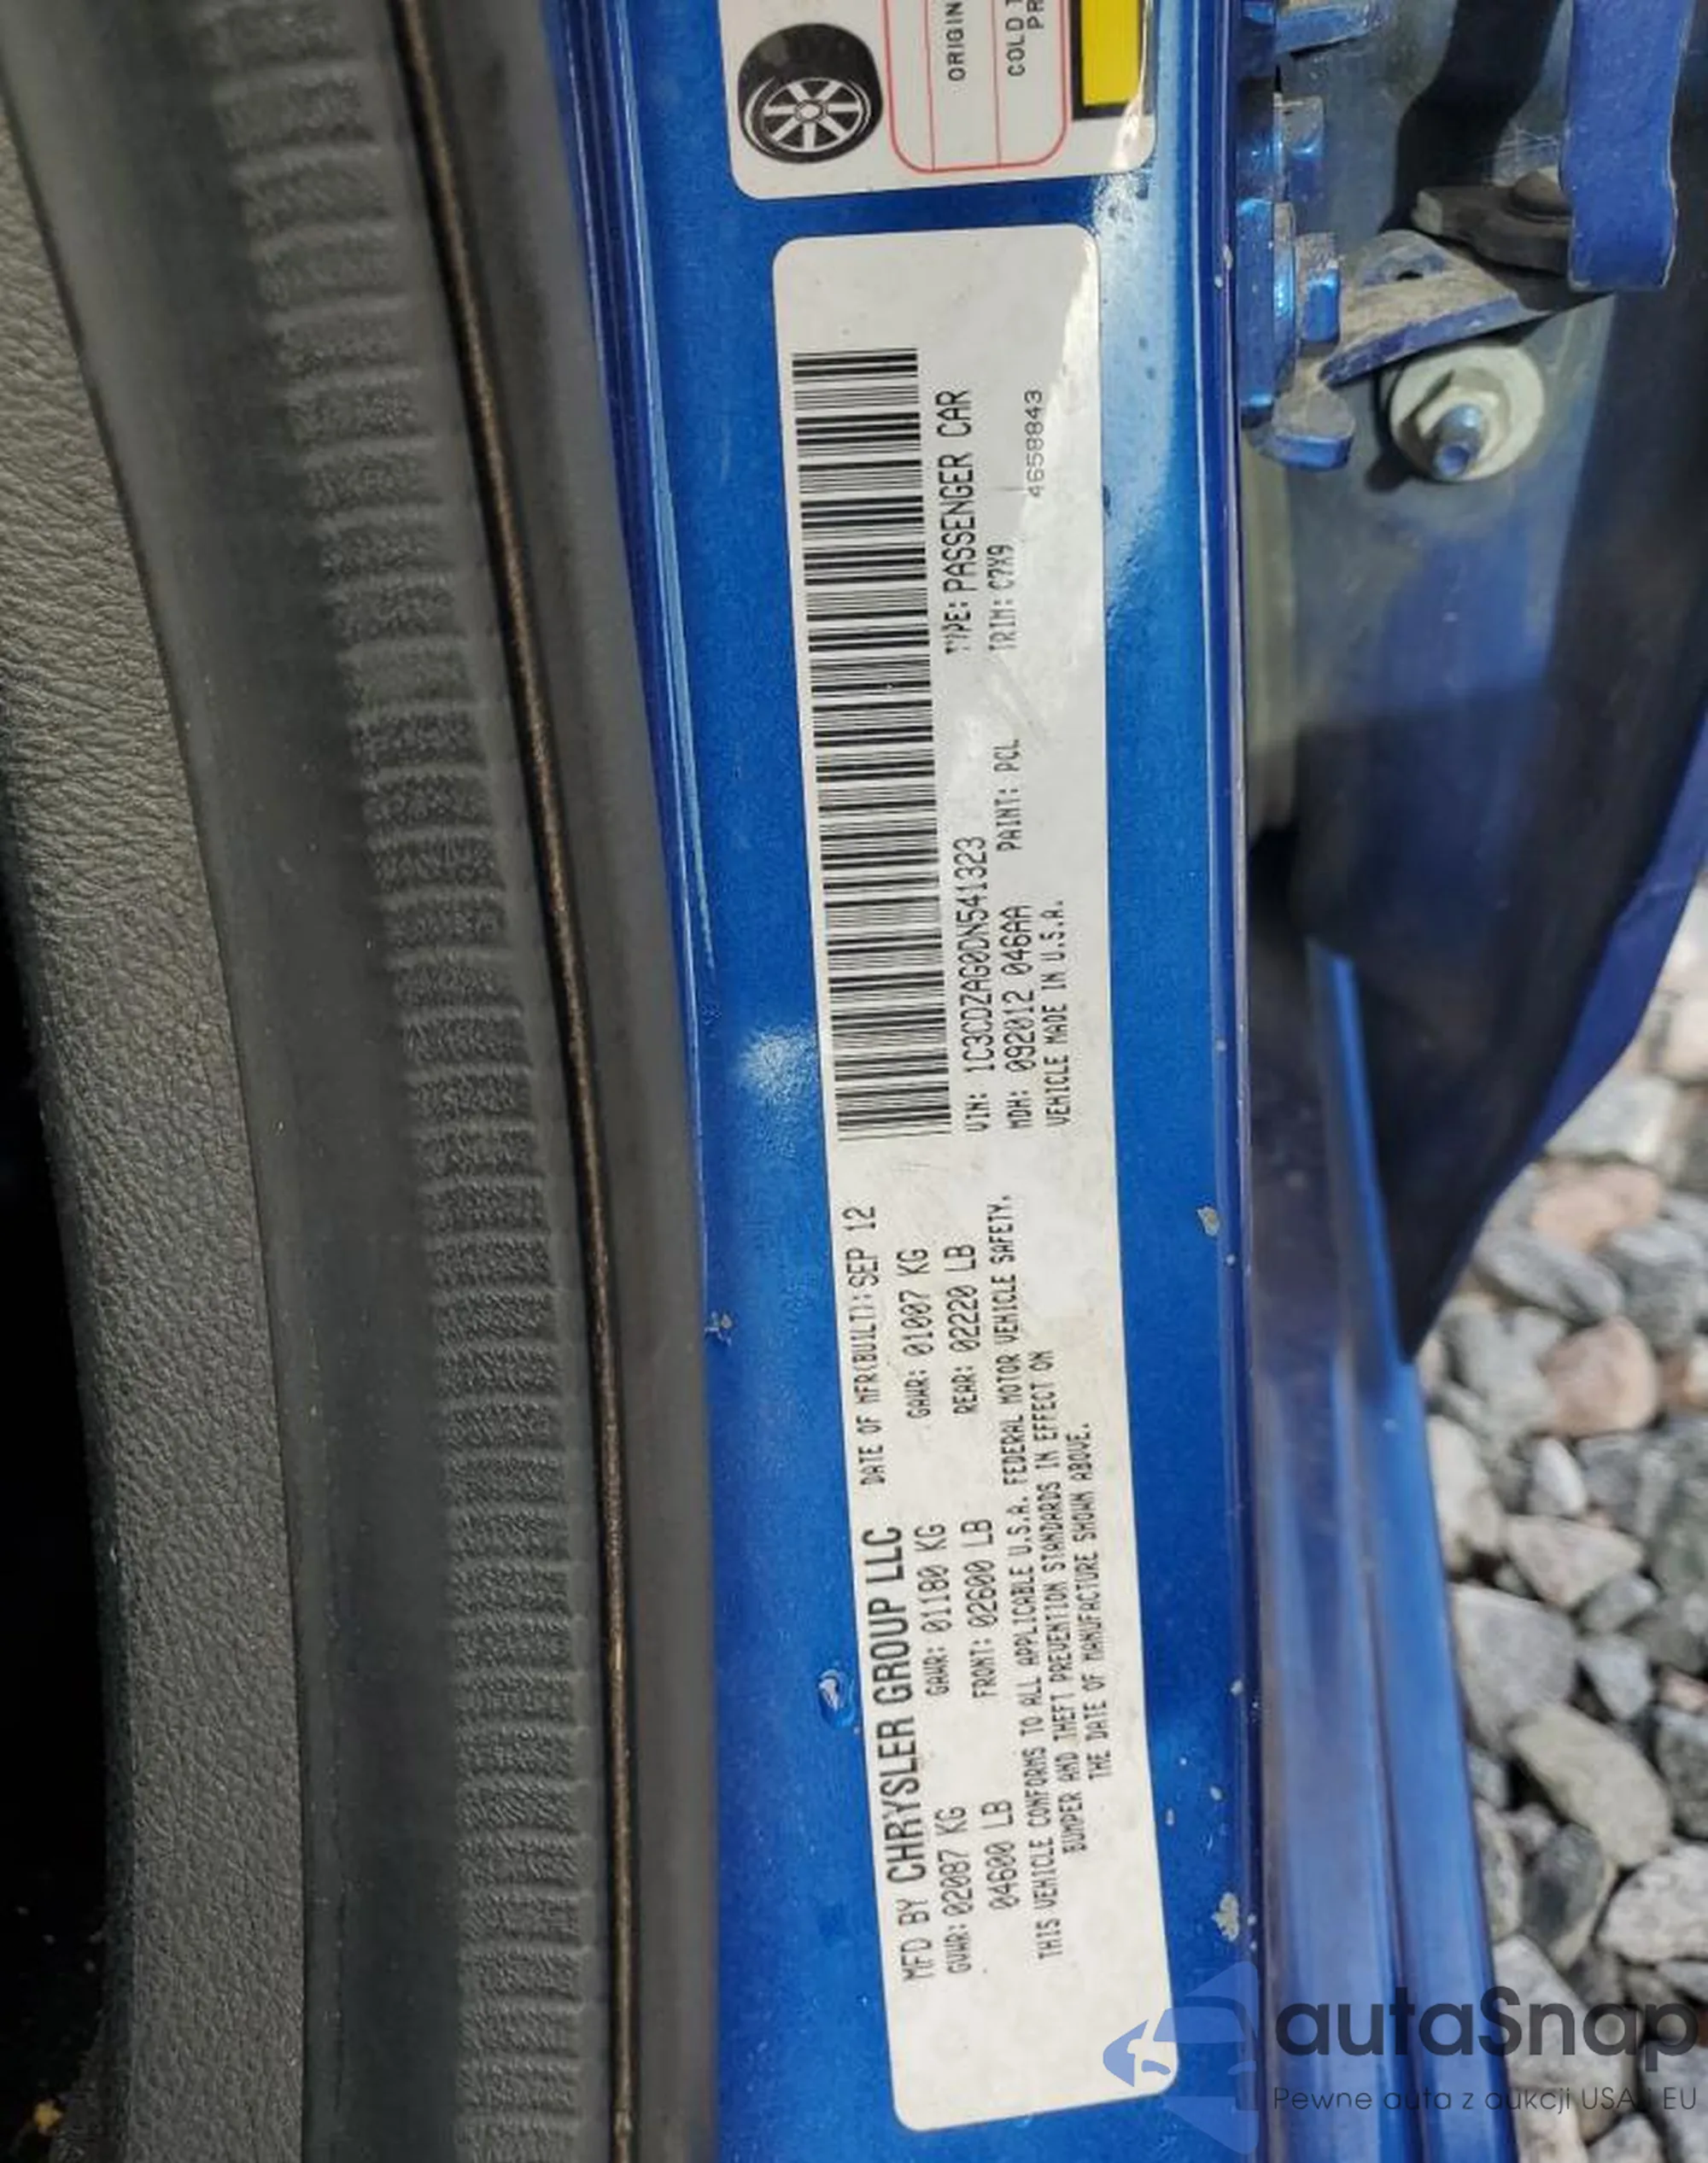 ORIGIN
COLD
PR
MFD BY CHRYSLER GROUP LLC DATE OF MFR(BUILT): SEP 12
GVWR: 02087 KG GAWR: 01180 KG GAWR: 01007 KG
04600 LB FRONT: 02600 LB REAR: 02220 LB
THIS VEHICLE CONFORMS TO ALL APPLICABLE U.S.A. FEDERAL MOTOR VEHICLE SAFETY,
BUMPER AND THEFT PREVENTION STANDARDS IN EFFECT ON
THE DATE OF MANUFACTURE SHOWN ABOVE.
VIN: 1C3CDZAG0DN541323 TYPE: PASSENGER CAR
MDH: 092012 046AA PAINT: PCL TRIM: C7X9
VEHICLE MADE IN U.S.A. 4658843
autaSnap
Pewne auta z aukcji USA i EU